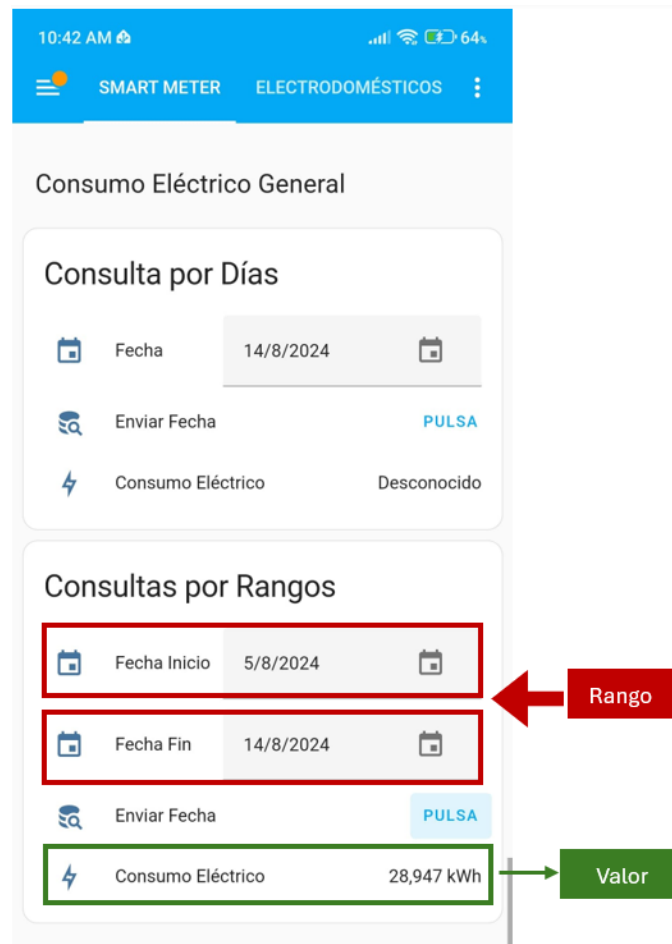 10:42 AM 64%
SMART METER ELECTRODOMÉSTICOS
Consumo Eléctrico General
Consulta por Días
Fecha 14/8/2024
Enviar Fecha PULSA
Consumo Eléctrico Desconocido
Consultas por Rangos
Fecha Inicio 5/8/2024
Rango
Fecha Fin 14/8/2024
Enviar Fecha PULSA
Consumo Eléctrico 28,947 kWh Valor